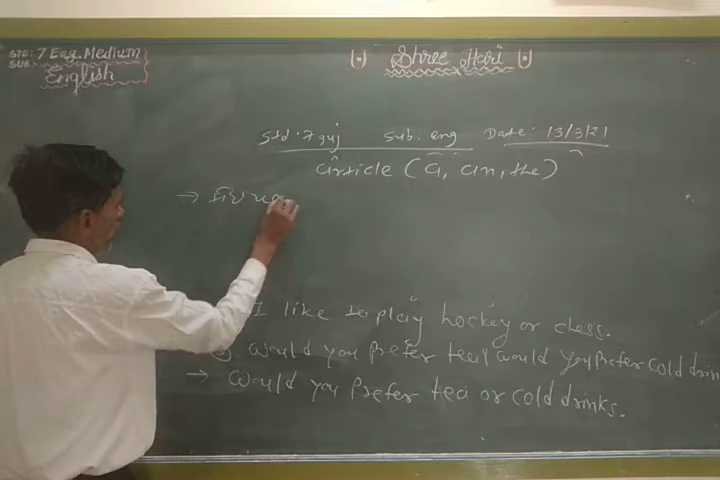 STD: 7 Eng. Medium
SUB: English
Shree Hari
Std. 7 guj Sub. eng Date: 13/3/21
article (a, an, the)
→
I like to play hockey or chess.
would you prefer tea? would you prefer cold drin
→ would you prefer tea or cold drinks.